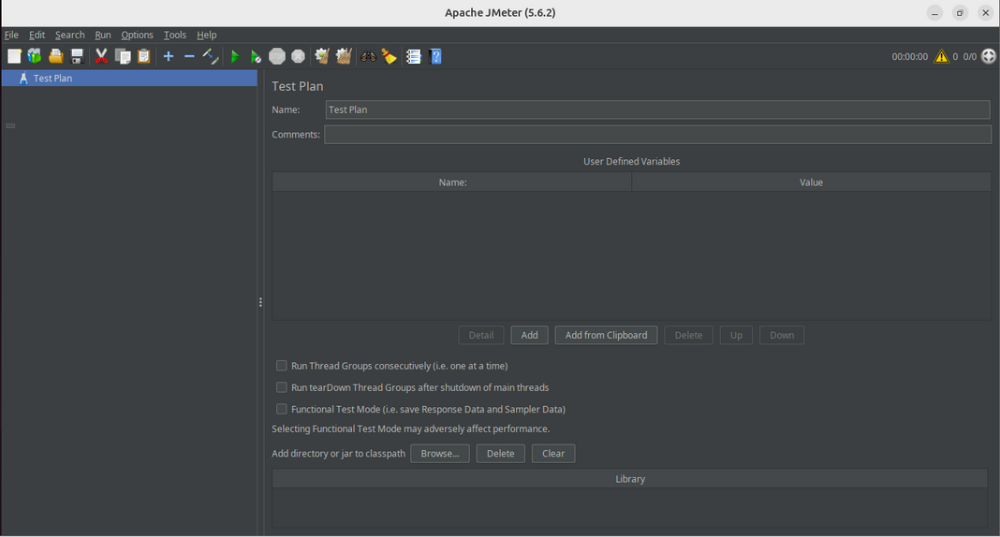 Apache JMeter (5.6.2)
File Edit Search Run Options Tools Help
00:00:00 0 0/0
Test Plan
Test Plan
Name: Test Plan
Comments:
User Defined Variables
Name: Value
Detail Add Add from Clipboard Delete Up Down
Run Thread Groups consecutively (i.e. one at a time)
Run tearDown Thread Groups after shutdown of main threads
Functional Test Mode (i.e. save Response Data and Sampler Data)
Selecting Functional Test Mode may adversely affect performance.
Add directory or jar to classpath Browse... Delete Clear
Library